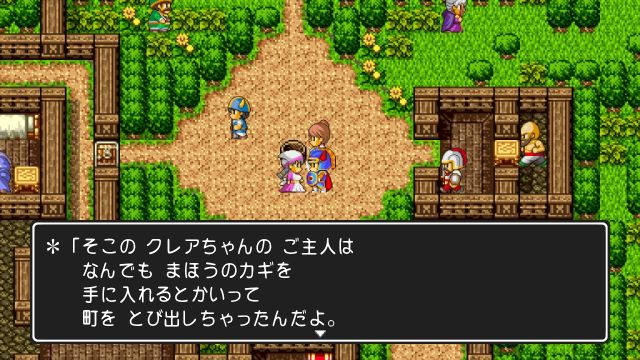 ＊「そこの クレアちゃんの ご主人は
なんでも まほうのカギを
手に入れるとかいって
町を とび出しちゃったんだよ。